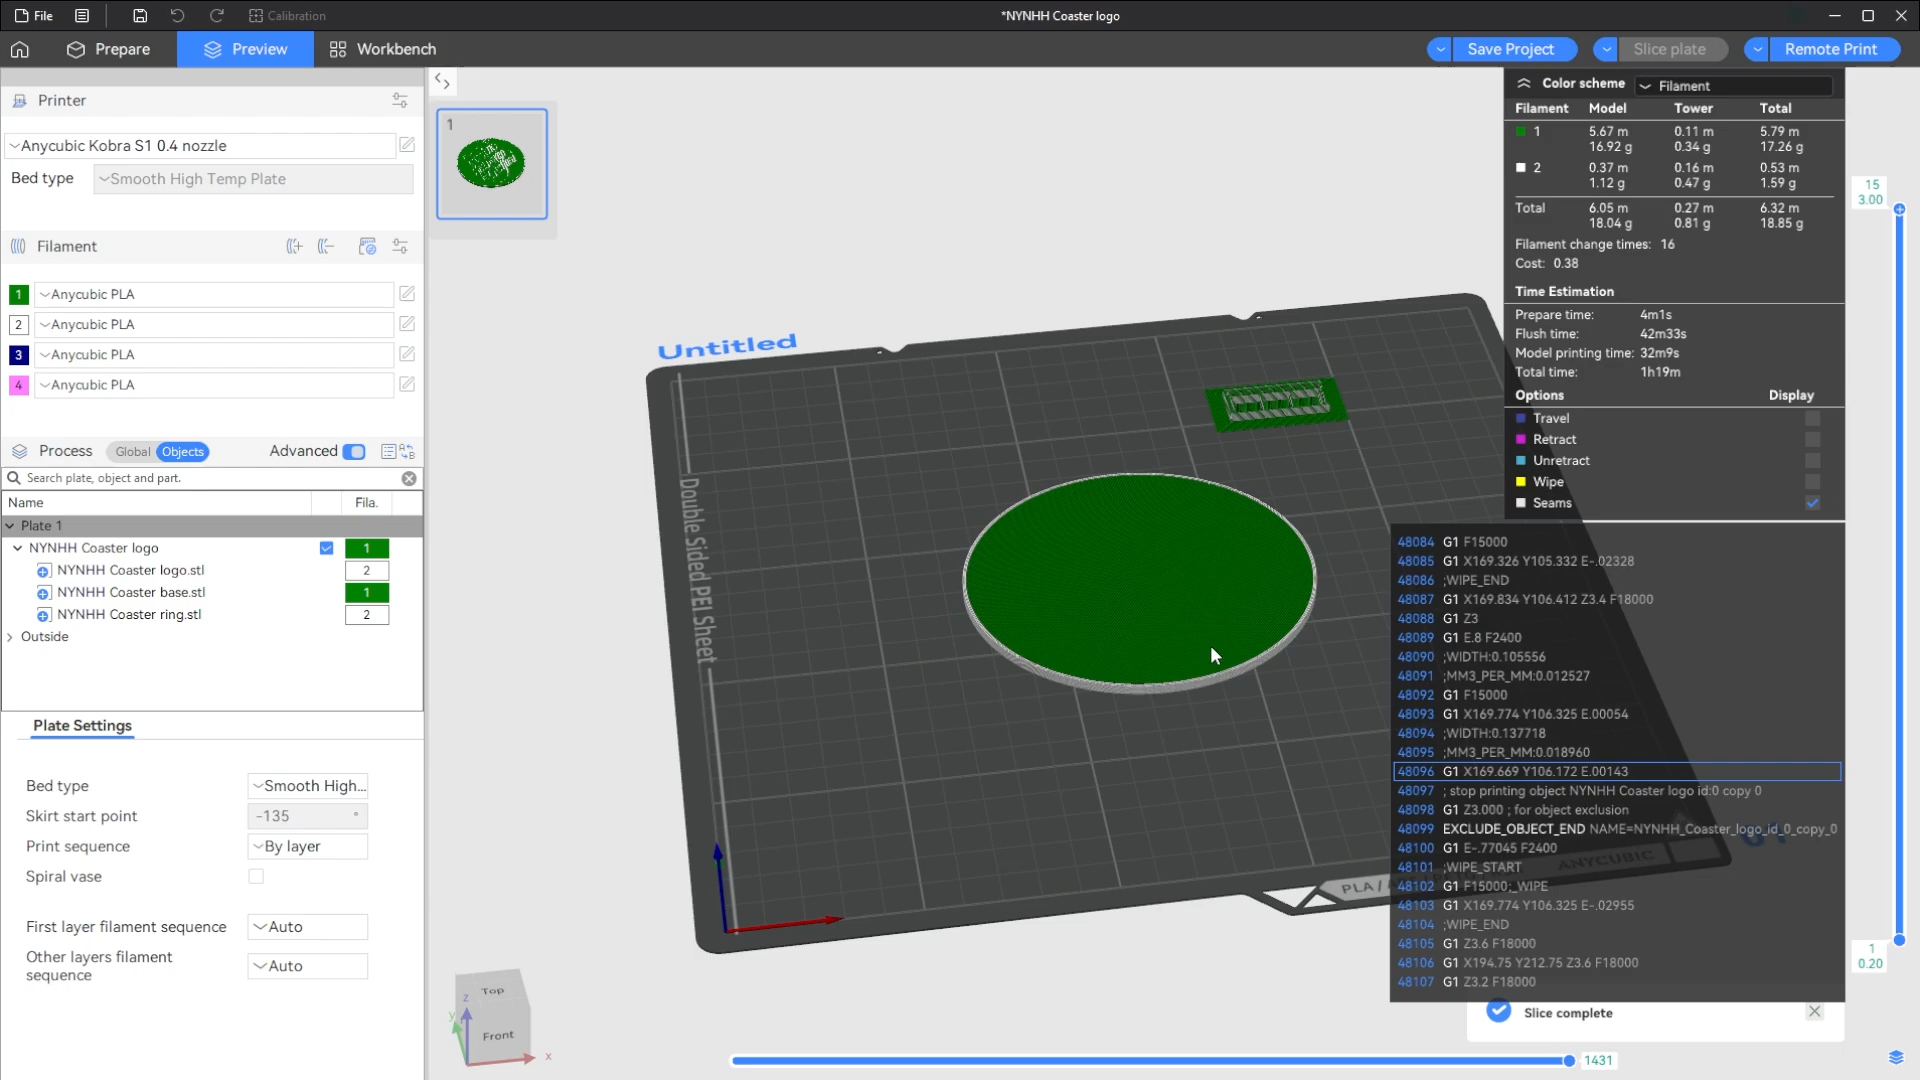 File
Calibration
*NYNHH Coaster logo
Prepare
Preview
Workbench
Save Project
Slice plate
Remote Print
Printer
Anycubic Kobra S1 0.4 nozzle
Bed type
Smooth High Temp Plate
Filament
1 Anycubic PLA
2 Anycubic PLA
3 Anycubic PLA
4 Anycubic PLA
Process Global Objects Advanced
Search plate, object and part.
Name Fila.
Plate 1
NYNHH Coaster logo 1
NYNHH Coaster logo.stl 2
NYNHH Coaster base.stl 1
NYNHH Coaster ring.stl 2
Outside
Plate Settings
Bed type Smooth High...
Skirt start point -135 °
Print sequence By layer
Spiral vase
First layer filament sequence Auto
Other layers filament
sequence
Auto
1
Untitled
Double Sided PEI Sheet
PLA /
ANYCUBIC
Top
Front
z
y
x
Color scheme Filament
Filament Model Tower Total
1 5.67 m 0.11 m 5.79 m
16.92 g 0.34 g 17.26 g
2 0.37 m 0.16 m 0.53 m
1.12 g 0.47 g 1.59 g
Total 6.05 m 0.27 m 6.32 m
18.04 g 0.81 g 18.85 g
Filament change times: 16
Cost: 0.38
Time Estimation
Prepare time: 4m1s
Flush time: 42m33s
Model printing time: 32m9s
Total time: 1h19m
Options Display
Travel
Retract
Unretract
Wipe
Seams
48084 G1 F15000
48085 G1 X169.326 Y105.332 E-.02328
48086 ;WIPE_END
48087 G1 X169.834 Y106.412 Z3.4 F18000
48088 G1 Z3
48089 G1 E.8 F2400
48090 ;WIDTH:0.105556
48091 ;MM3_PER_MM:0.012527
48092 G1 F15000
48093 G1 X169.774 Y106.325 E.00054
48094 ;WIDTH:0.137718
48095 ;MM3_PER_MM:0.018960
48096 G1 X169.669 Y106.172 E.00143
48097 ; stop printing object NYNHH Coaster logo id:0 copy 0
48098 G1 Z3.000 ; for object exclusion
48099 EXCLUDE_OBJECT_END NAME=NYNHH_Coaster_logo_id_0_copy_0
48100 G1 E-.77045 F2400
48101 ;WIPE_START
48102 G1 F15000;_WIPE
48103 G1 X169.774 Y106.325 E-.02955
48104 ;WIPE_END
48105 G1 Z3.6 F18000
48106 G1 X194.75 Y212.75 Z3.6 F18000
48107 G1 Z3.2 F18000
Slice complete
15
3.00
1
0.20
1431